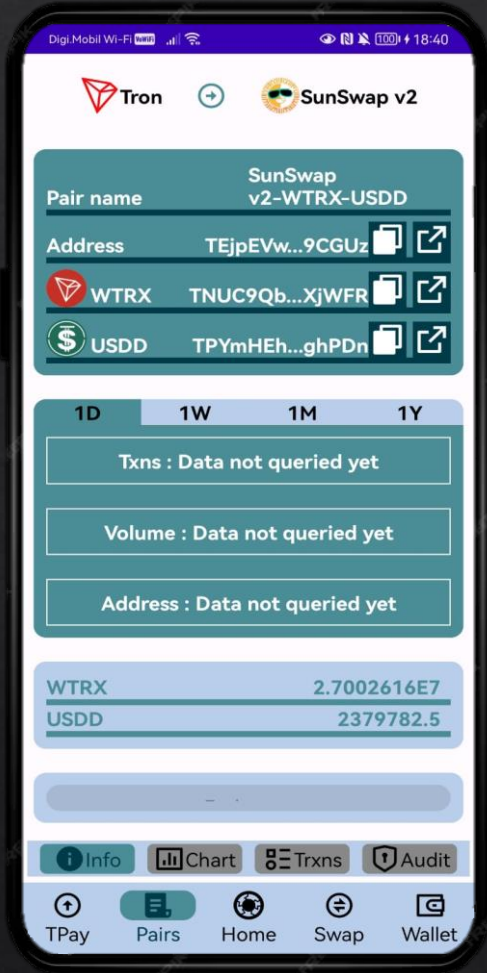 Digi.Mobil Wi-Fi 100 18:40
Tron SunSwap v2
Pair name SunSwap
v2-WTRX-USDD
Address TEjpEVw...9CGUz
WTRX TNUC9Qb...XjWFR
USDD TPYmHEh...ghPDn
1D 1W 1M 1Y
Txns : Data not queried yet
Volume : Data not queried yet
Address : Data not queried yet
WTRX 2.7002616E7
USDD 2379782.5
Info Chart Trxns Audit
TPay Pairs Home Swap Wallet